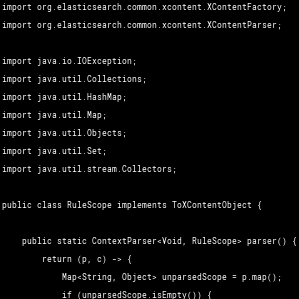 import org.elasticsearch.common.xcontent.XContentFactory;
import org.elasticsearch.common.xcontent.XContentParser;
import java.io.IOException;
import java.util.Collections;
import java.util.HashMap;
import java.util.Map;
import java.util.Objects;
import java.util.Set;
import java.util.stream.Collectors;
public class RuleScope implements ToXContentObject {
public static ContextParser<Void, RuleScope> parser() {
return (p, c) -> {
Map<String, Object> unparsedScope = p.map();
if (unparsedScope.isEmpty()) {